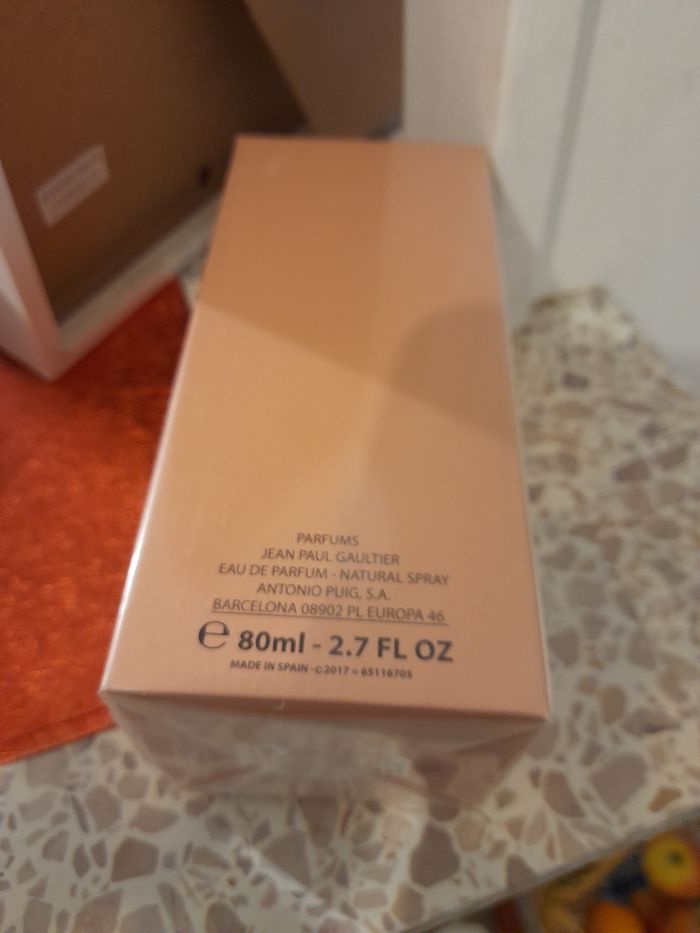 PARFUMS
JEAN PAUL GAULTIER
EAU DE PARFUM - NATURAL SPRAY
ANTONIO PUIG, S.A.
BARCELONA 08902 PL EUROPA 46
℮ 80ml - 2.7 FL OZ
MADE IN SPAIN - ©2017 - 65116705